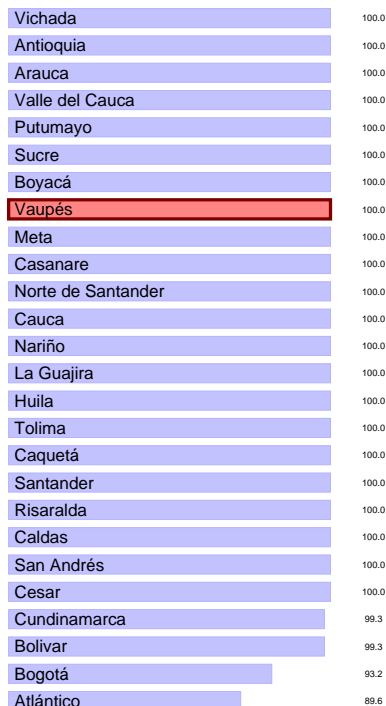 Vichada 100.0
Antioquia 100.0
Arauca 100.0
Valle del Cauca 100.0
Putumayo 100.0
Sucre 100.0
Boyacá 100.0
Vaupés 100.0
Meta 100.0
Casanare 100.0
Norte de Santander 100.0
Cauca 100.0
Nariño 100.0
La Guajira 100.0
Huila 100.0
Tolima 100.0
Caquetá 100.0
Santander 100.0
Risaralda 100.0
Caldas 100.0
San Andrés 100.0
Cesar 100.0
Cundinamarca 99.3
Bolivar 99.3
Bogotá 93.2
Atlántico 89.6